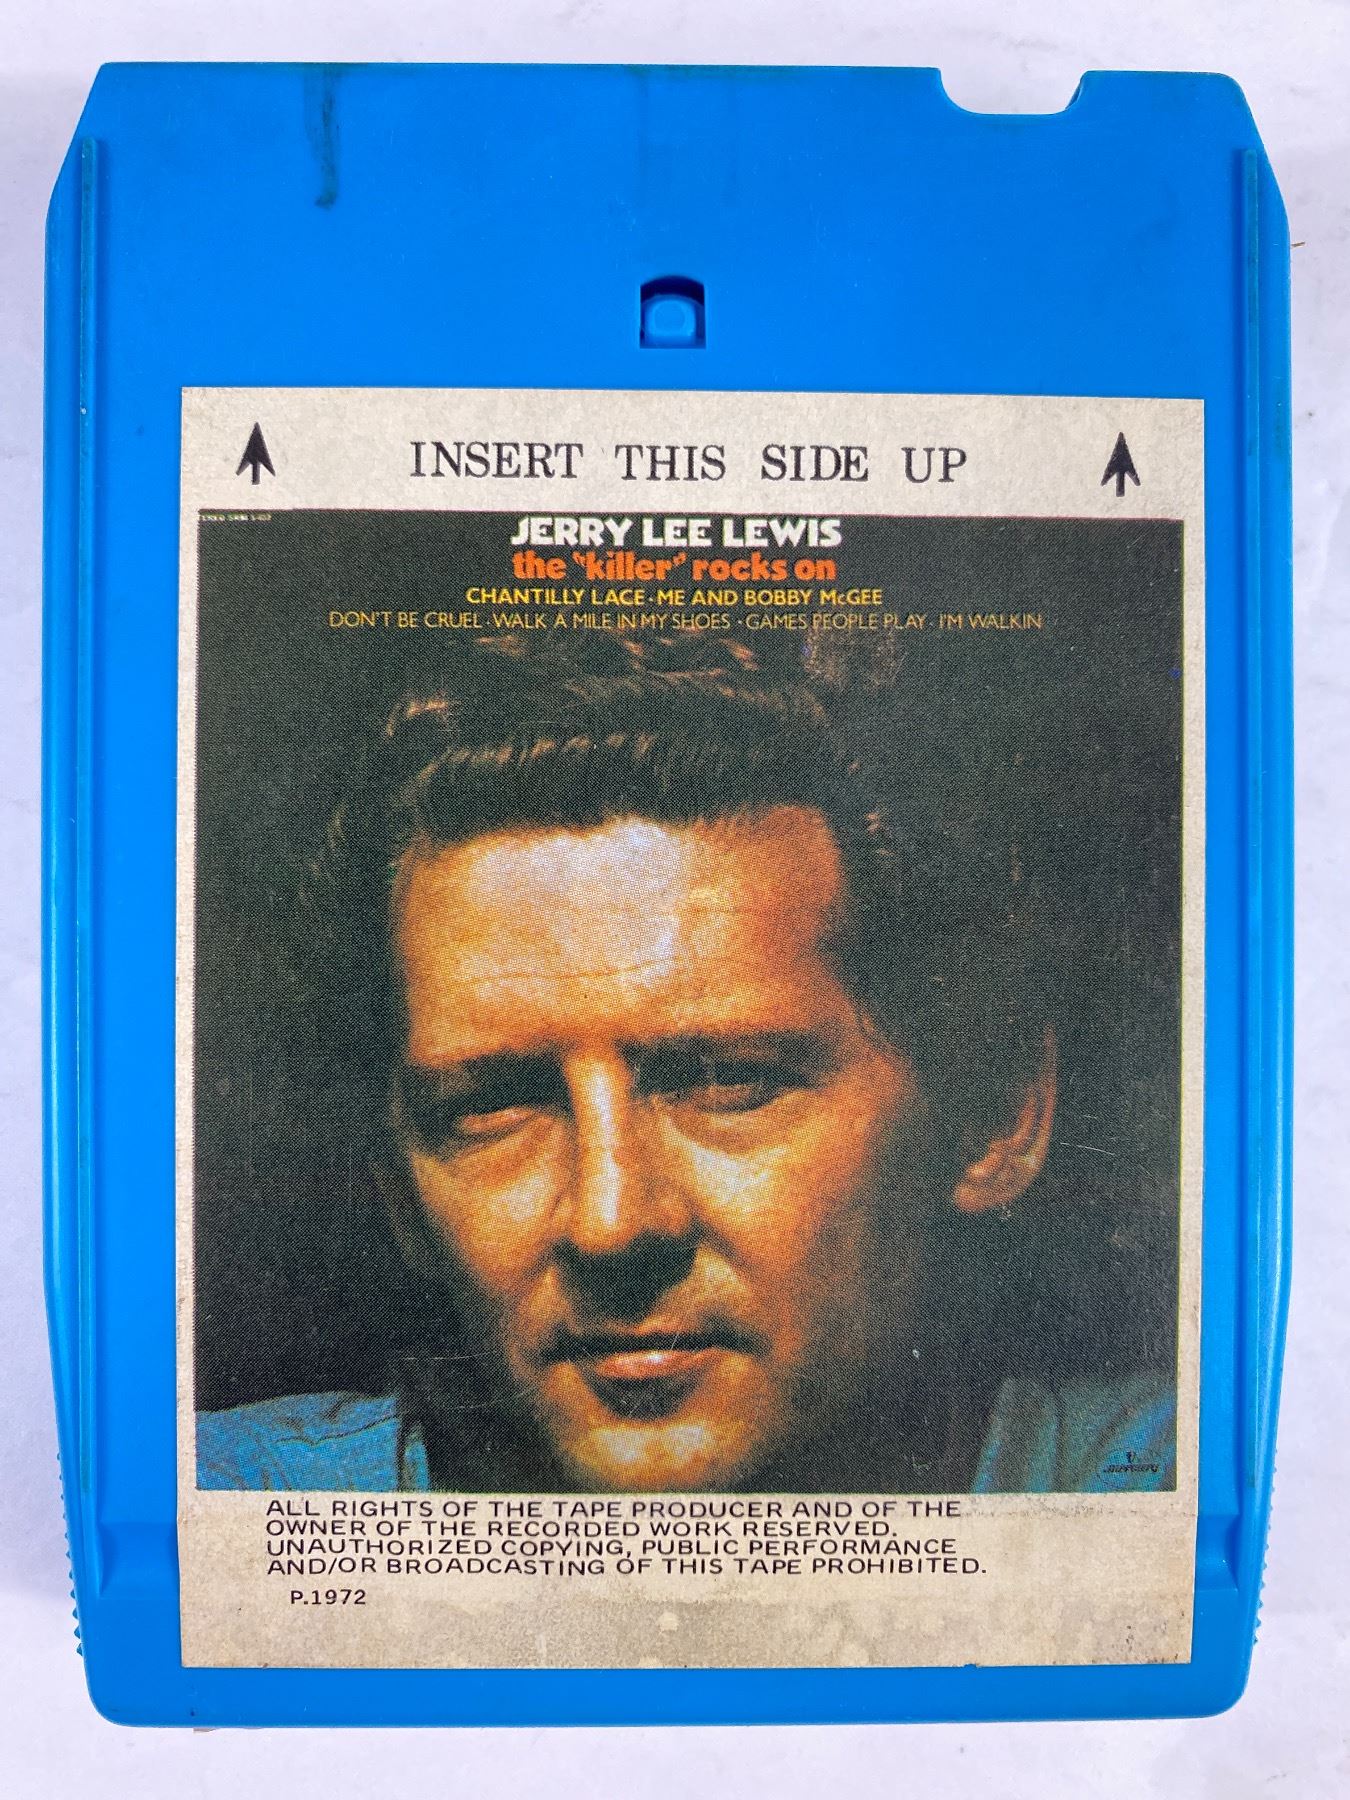 INSERT THIS SIDE UP
JERRY LEE LEWIS
the "killer" rocks on
CHANTILLY LACE · ME AND BOBBY McGEE
DON'T BE CRUEL · WALK A MILE IN MY SHOES · GAMES PEOPLE PLAY · I'M WALKIN
mercury
ALL RIGHTS OF THE TAPE PRODUCER AND OF THE
OWNER OF THE RECORDED WORK RESERVED.
UNAUTHORIZED COPYING, PUBLIC PERFORMANCE
AND/OR BROADCASTING OF THIS TAPE PROHIBITED.
P.1972